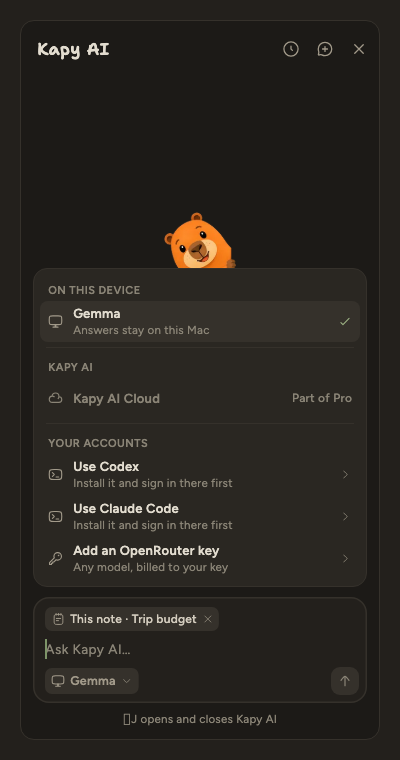 Kapy AI
ON THIS DEVICE
Gemma
Answers stay on this Mac
KAPY AI
Kapy AI Cloud
Part of Pro
YOUR ACCOUNTS
Use Codex
Install it and sign in there first
Use Claude Code
Install it and sign in there first
Add an OpenRouter key
Any model, billed to your key
This note · Trip budget
Ask Kapy AI...
Gemma
▯J opens and closes Kapy AI